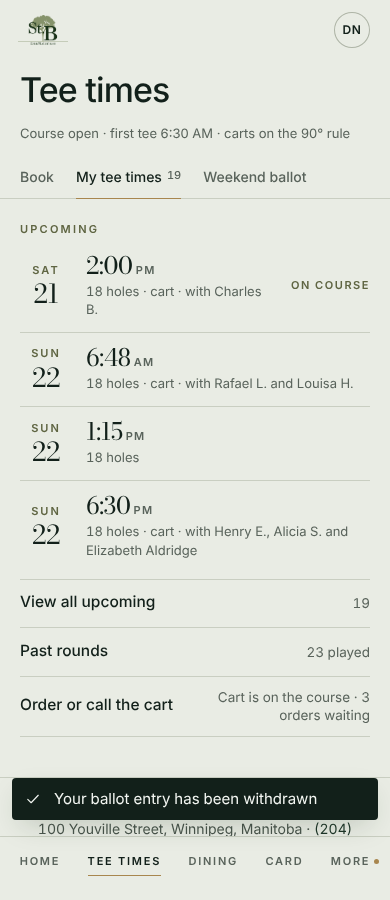 StB
DN
Tee times
Course open · first tee 6:30 AM · carts on the 90° rule
Book My tee times 19 Weekend ballot
UPCOMING
SAT
21
2:00 PM
18 holes · cart · with Charles
B.
ON COURSE
SUN
22
6:48 AM
18 holes · cart · with Rafael L. and Louisa H.
SUN
22
1:15 PM
18 holes
SUN
22
6:30 PM
18 holes · cart · with Henry E., Alicia S. and
Elizabeth Aldridge
View all upcoming 19
Past rounds 23 played
Order or call the cart
Cart is on the course · 3
orders waiting
Your ballot entry has been withdrawn
100 Youville Street, Winnipeg, Manitoba · (204)
HOME TEE TIMES DINING CARD MORE